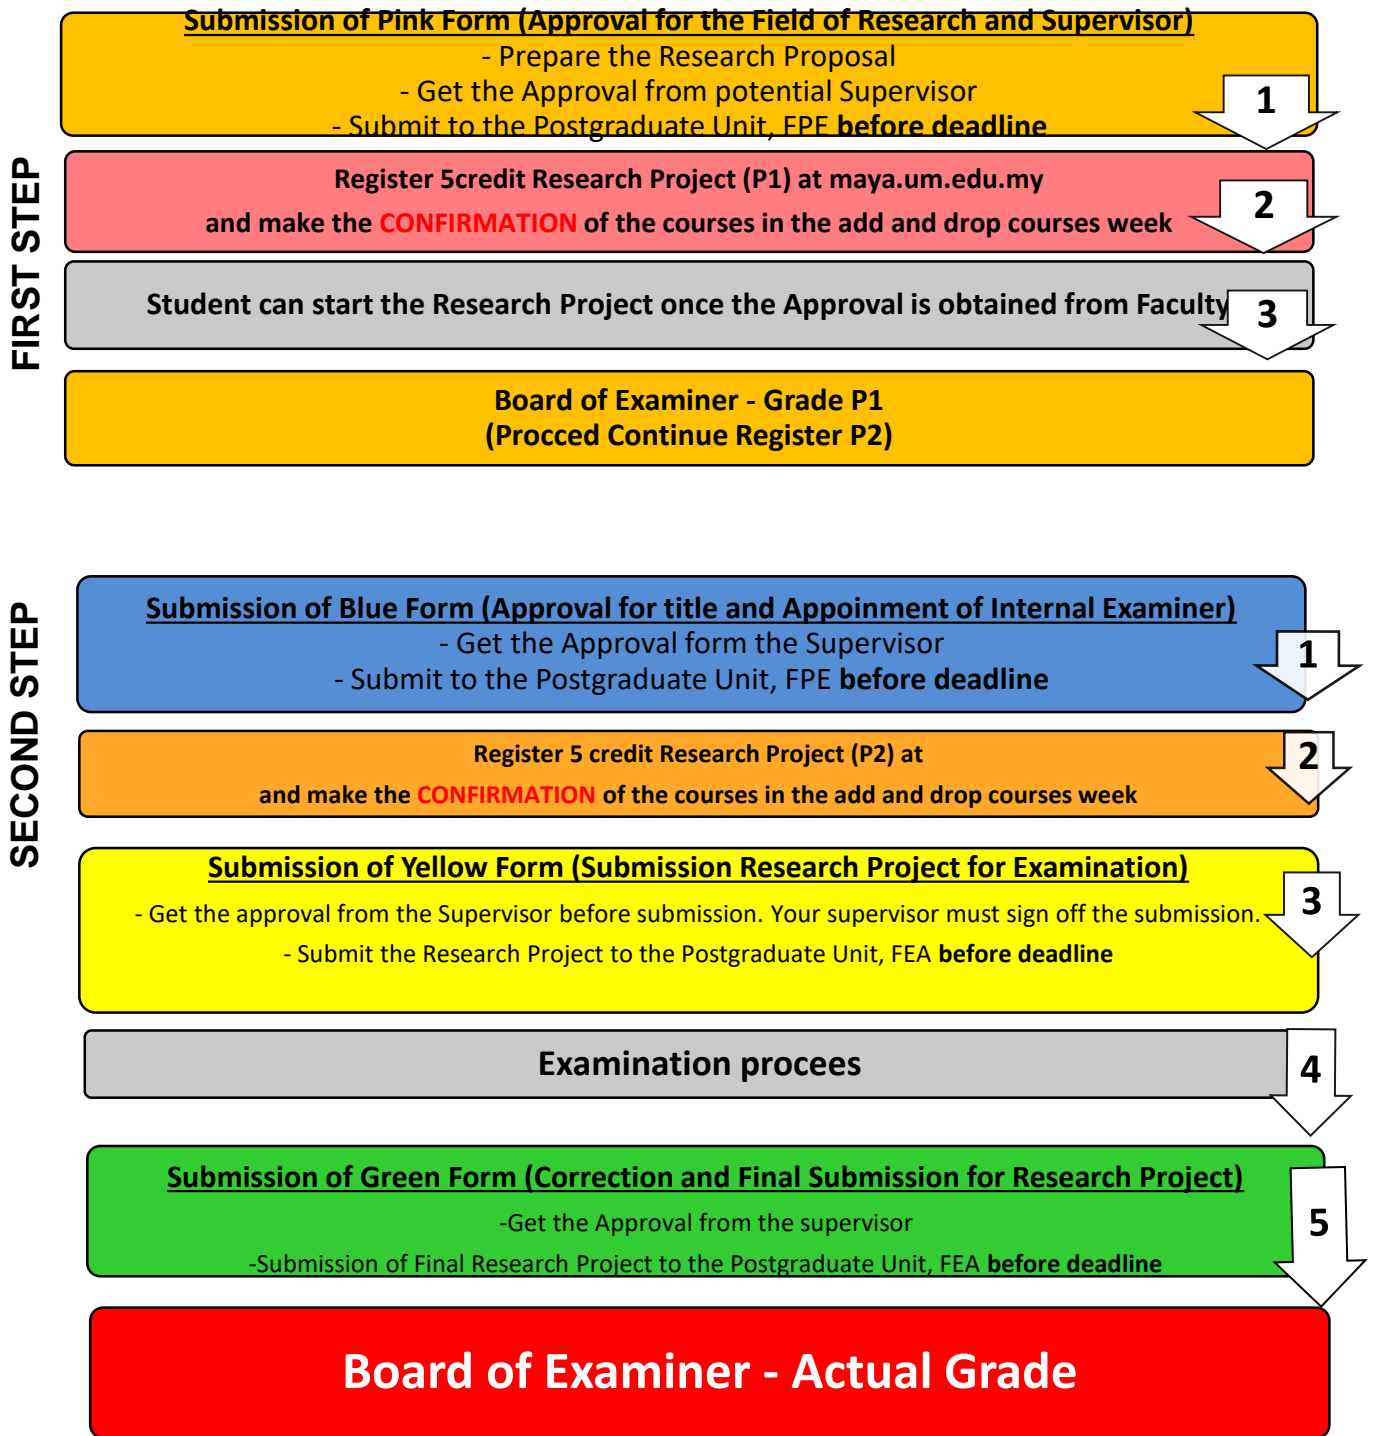 Submission of Pink Form (Approval for the Field of Research and Supervisor)
- Prepare the Research Proposal
- Get the Approval from potential Supervisor
- Submit to the Postgraduate Unit, FPE before deadline
1
FIRST STEP
Register 5credit Research Project (P1) at maya.um.edu.my
and make the CONFIRMATION of the courses in the add and drop courses week
2
Student can start the Research Project once the Approval is obtained from Faculty
3
Board of Examiner - Grade P1
(Procced Continue Register P2)
SECOND STEP
Submission of Blue Form (Approval for title and Appoinment of Internal Examiner)
- Get the Approval form the Supervisor
- Submit to the Postgraduate Unit, FPE before deadline
1
Register 5 credit Research Project (P2) at
and make the CONFIRMATION of the courses in the add and drop courses week
2
Submission of Yellow Form (Submission Research Project for Examination)
- Get the approval from the Supervisor before submission. Your supervisor must sign off the submission.
- Submit the Research Project to the Postgraduate Unit, FEA before deadline
3
Examination procees
4
Submission of Green Form (Correction and Final Submission for Research Project)
-Get the Approval from the supervisor
-Submission of Final Research Project to the Postgraduate Unit, FEA before deadline
5
Board of Examiner - Actual Grade